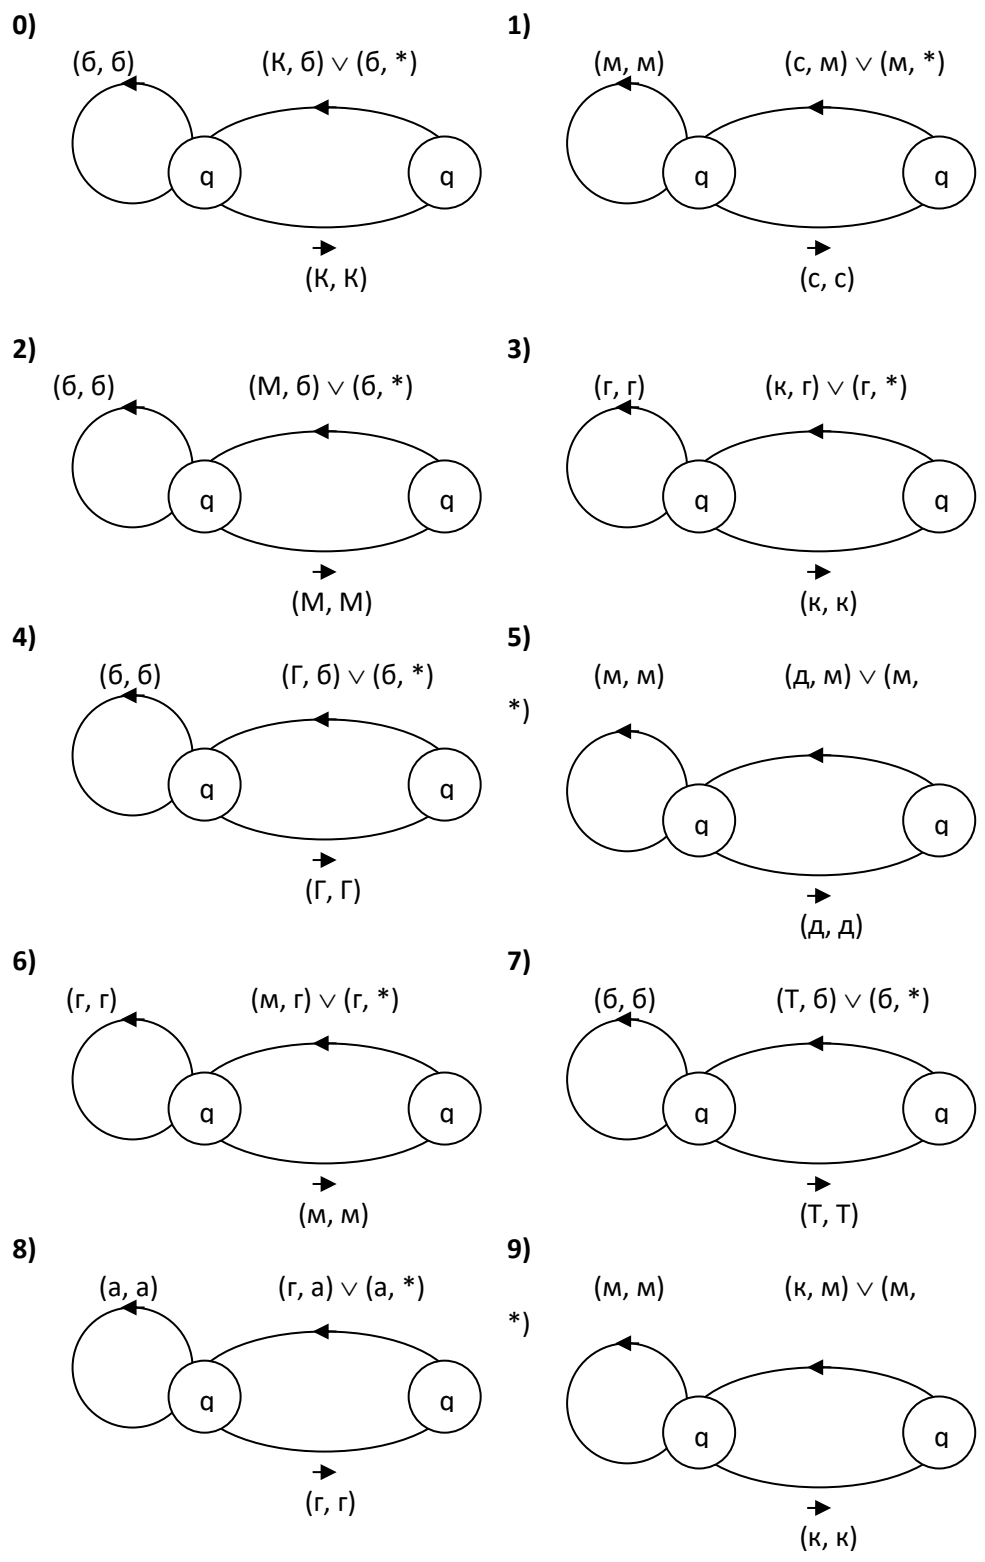 0) 1)
(б, б) (К, б) ∨ (б, *) (м, м) (с, м) ∨ (м, *)
q q q q
(К, К) (с, с)
2) 3)
(б, б) (М, б) ∨ (б, *) (г, г) (к, г) ∨ (г, *)
q q q q
(М, М) (к, к)
4) 5)
(б, б) (Г, б) ∨ (б, *) (м, м) (д, м) ∨ (м,
*)
q q q q
(Г, Г) (д, д)
6) 7)
(г, г) (м, г) ∨ (г, *) (б, б) (Т, б) ∨ (б, *)
q q q q
(м, м) (Т, Т)
8) 9)
(а, а) (г, а) ∨ (а, *) (м, м) (к, м) ∨ (м,
*)
q q q q
(г, г) (к, к)